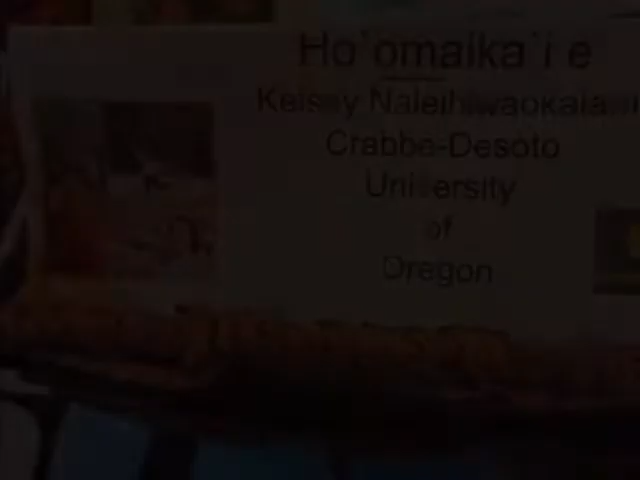 Ho`omaika`i e
Kelsey
Crabbe-Desoto
University
of
Oregon